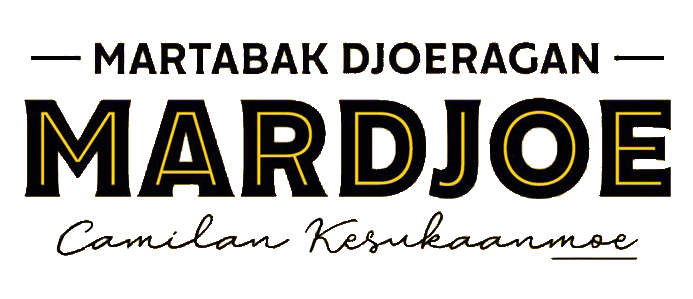 MARTABAK DJOERAGAN
MARDJOE
Camilan Kesukaanmoe